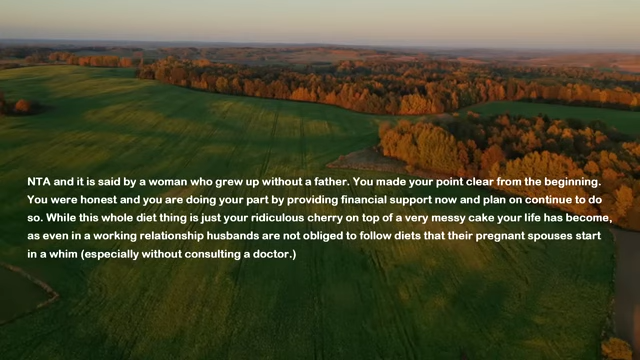 NTA and it is said by a woman who grew up without a father. You made your point clear from the beginning.
You were honest and you are doing your part by providing financial support now and plan on continue to do
so. While this whole diet thing is just your ridiculous cherry on top of a very messy cake your life has become,
as even in a working relationship husbands are not obliged to follow diets that their pregnant spouses start
in a whim (especially without consulting a doctor.)